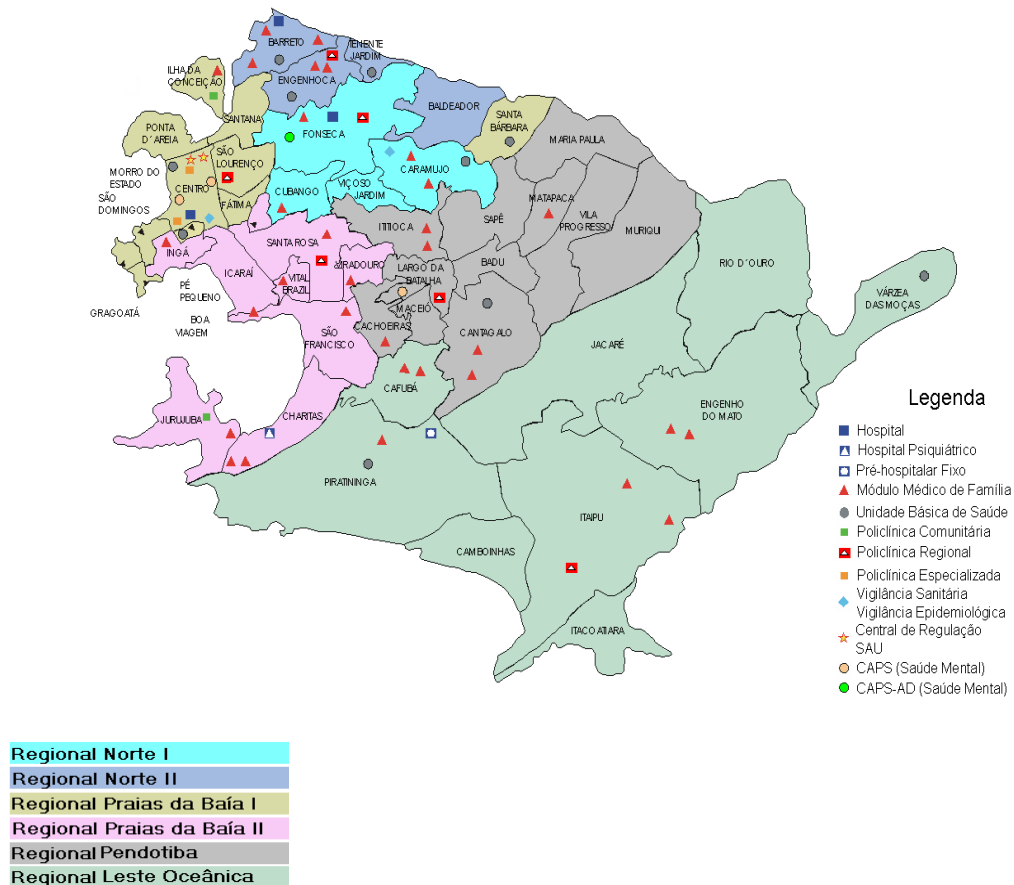 BARRETO
TENENTE
JARDIM
ILHA DA
CONCEIÇÃO
ENGENHOCA
BALDEADOR
SANTANA
PONTA
D´AREIA
FONSECA
SANTA
BÁRBARA
MARIA PAULA
SÃO
LOURENÇO
MORRO DO
ESTADO
SÃO
DOMINGOS
CENTRO
FÁTIMA
CUBANGO
VIÇOSO
JARDIM
CARAMUJO
MATAPACA
VILA
PROGRESSO
MURIQUI
SAPÊ
ITITIOCA
SANTA ROSA
INGÁ
ICARAÍ
VITAL
BRAZIL
VIRADOURO
LARGO DA
BATALHA
BADU
MACEIÓ
RIO D´OURO
VÁRZEA
DAS MOÇAS
PÉ
PEQUENO
GRAGOATÁ
BOA
VIAGEM
SÃO
FRANCISCO
CACHOEIRAS
CANTAGALO
JACARÉ
CAFUBÁ
ENGENHO
DO MATO
JURUJUBA
CHARITAS
PIRATININGA
ITAIPU
CAMBOINHAS
ITACOATIARA
Legenda
Hospital
Hospital Psiquiátrico
Pré-hospitalar Fixo
Módulo Médico de Família
Unidade Básica de Saúde
Policlínica Comunitária
Policlínica Regional
Policlínica Especializada
Vigilância Sanitária
Vigilância Epidemiológica
Central de Regulação
SAU
CAPS (Saúde Mental)
CAPS-AD (Saúde Mental)
Regional Norte I
Regional Norte II
Regional Praias da Baía I
Regional Praias da Baía II
Regional Pendotiba
Regional Leste Oceânica